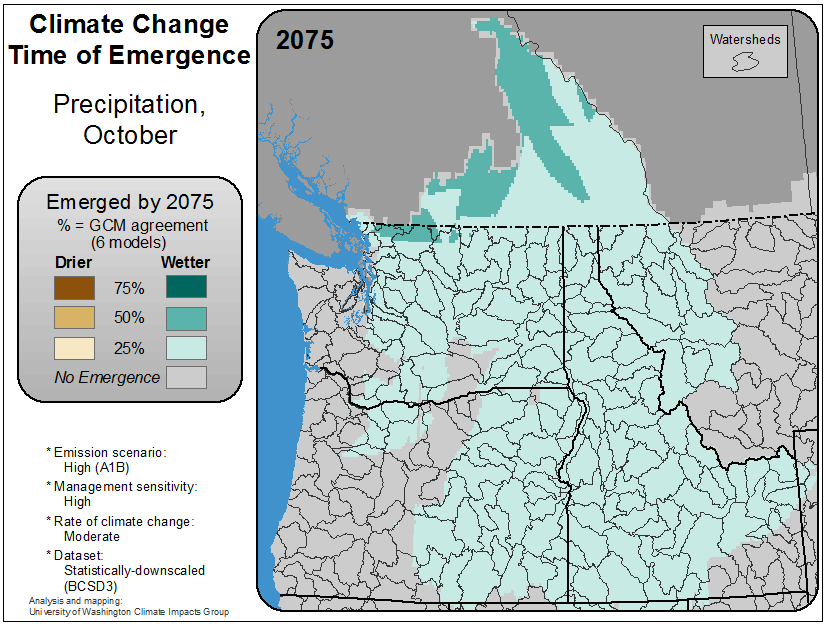 Climate Change
Time of Emergence
Precipitation,
October
Emerged by 2075
% = GCM agreement
(6 models)
Drier Wetter
75%
50%
25%
No Emergence
* Emission scenario:
High (A1B)
* Management sensitivity:
High
* Rate of climate change:
Moderate
* Dataset:
Statistically-downscaled
(BCSD3)
Analysis and mapping:
University of Washington Climate Impacts Group
2075
Watersheds